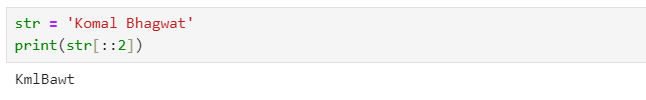 str = 'Komal Bhagwat'
print(str[::2])
KmlBawt